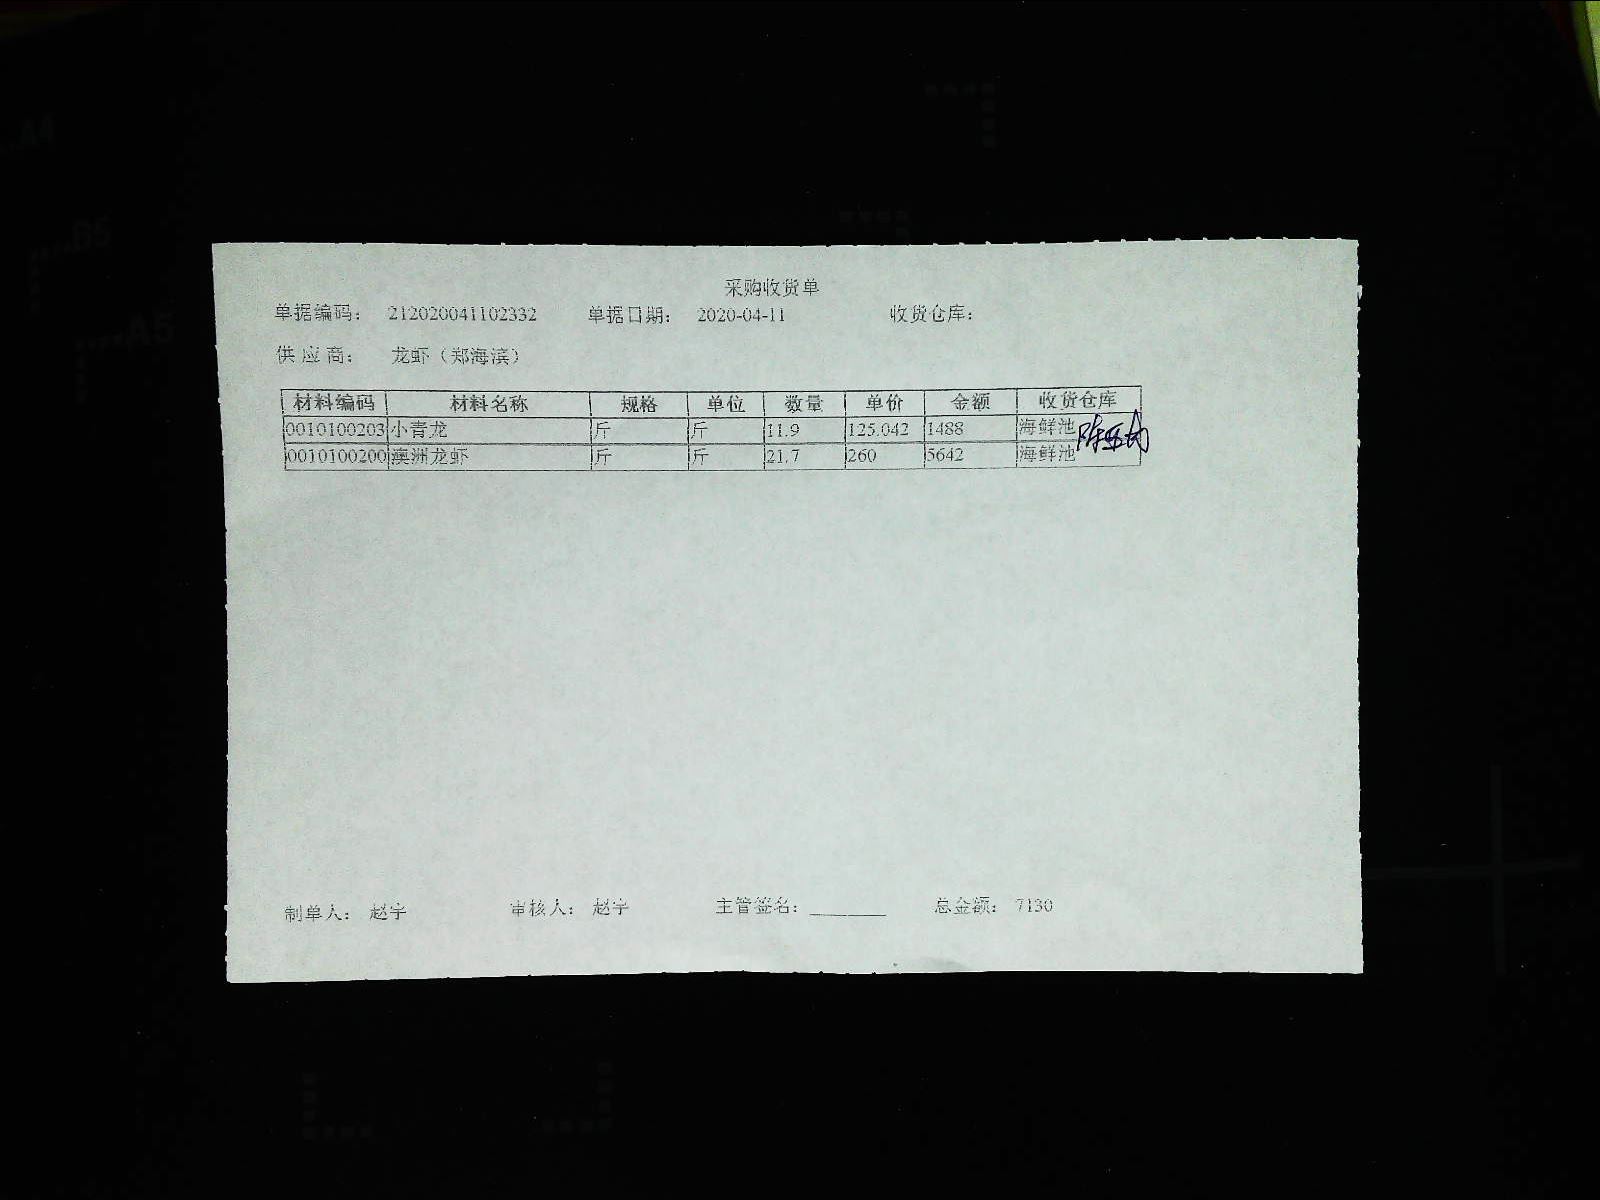 采购收货单
单据编码： 212020041102332 单据日期： 2020-04-11 收货仓库：
供应商： 龙虾（郑海滨）
材料编码 材料名称 规格 单位 数量 单价 金额 收货仓库
0010100203 小青龙 斤 斤 11.9 125.042 1488 海鲜池
0010100200 澳洲龙虾 斤 斤 21.7 260 5642 海鲜池
制单人： 赵宇 审核人： 赵宇 主管签名：________ 总金额： 7130